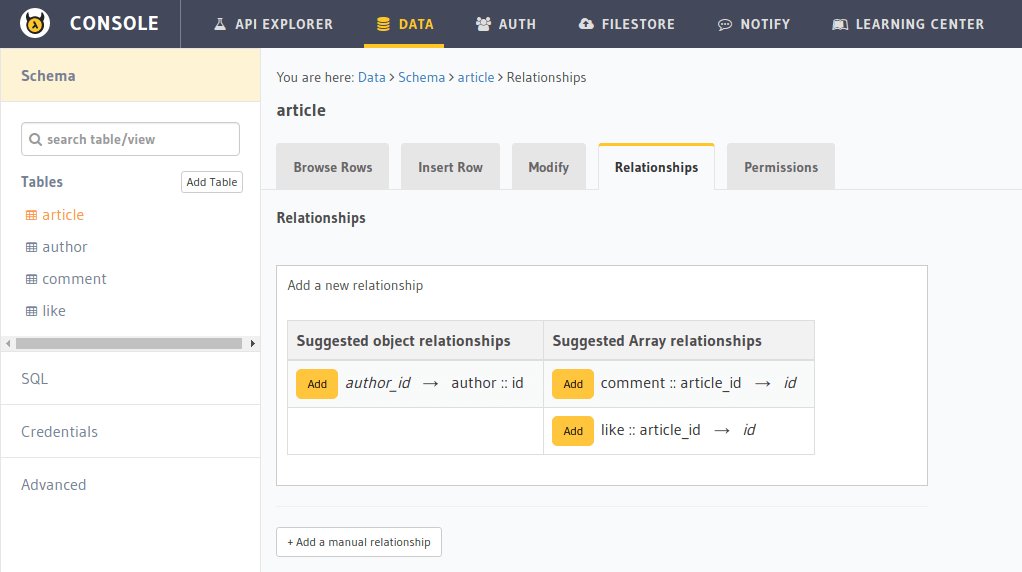 CONSOLE
API EXPLORER
DATA
AUTH
FILESTORE
NOTIFY
LEARNING CENTER
Schema
search table/view
Tables
Add Table
article
author
comment
like
SQL
Credentials
Advanced
You are here: Data > Schema > article > Relationships
article
Browse Rows
Insert Row
Modify
Relationships
Permissions
Relationships
Add a new relationship
Suggested object relationships
Suggested Array relationships
Add author_id → author :: id
Add comment :: article_id → id
Add like :: article_id → id
+ Add a manual relationship